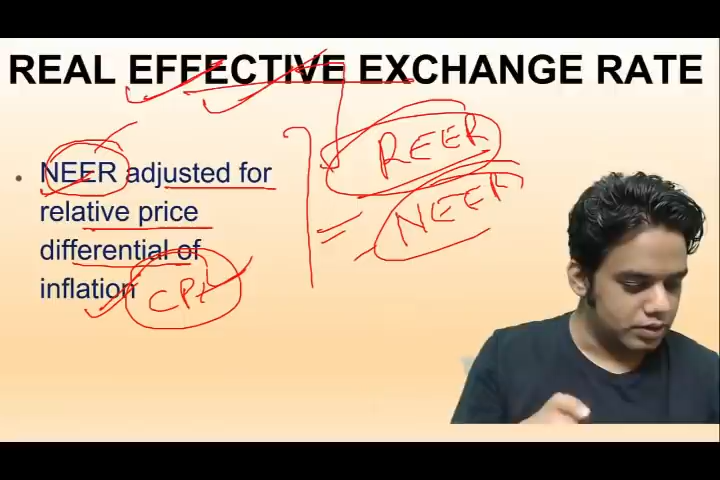 REAL EFFECTIVE EXCHANGE RATE
• NEER adjusted for
relative price
differential of
inflation
CPI
REER
= NEER